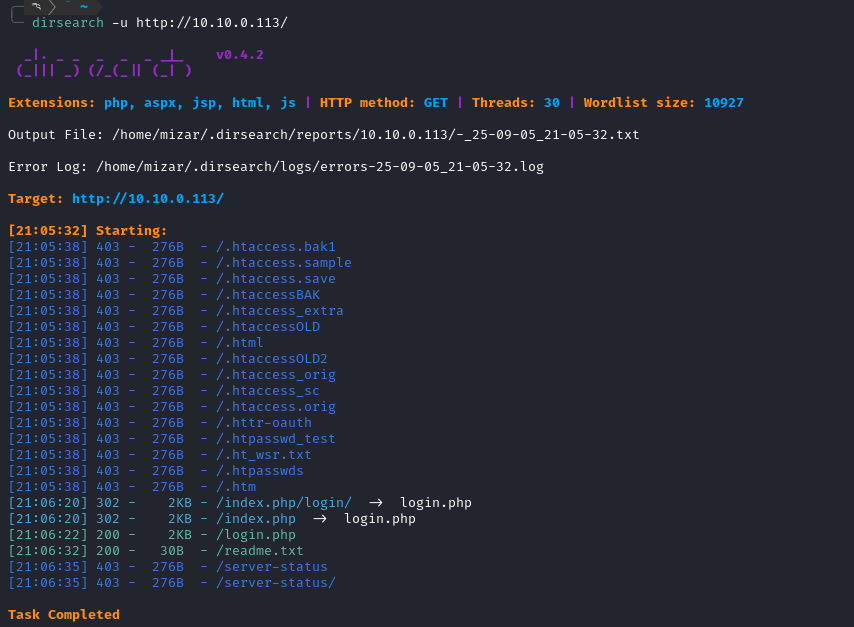 dirsearch -u http://10.10.0.113/
_|. _ _  _  _  _ _|_    v0.4.2
(_||| _) (/_(_|| (_| )
Extensions: php, aspx, jsp, html, js | HTTP method: GET | Threads: 30 | Wordlist size: 10927
Output File: /home/mizar/.dirsearch/reports/10.10.0.113/-_25-09-05_21-05-32.txt
Error Log: /home/mizar/.dirsearch/logs/errors-25-09-05_21-05-32.log
Target: http://10.10.0.113/
[21:05:32] Starting:
[21:05:38] 403 -  276B  - /.htaccess.bak1
[21:05:38] 403 -  276B  - /.htaccess.sample
[21:05:38] 403 -  276B  - /.htaccess.save
[21:05:38] 403 -  276B  - /.htaccessBAK
[21:05:38] 403 -  276B  - /.htaccess_extra
[21:05:38] 403 -  276B  - /.htaccessOLD
[21:05:38] 403 -  276B  - /.html
[21:05:38] 403 -  276B  - /.htaccessOLD2
[21:05:38] 403 -  276B  - /.htaccess_orig
[21:05:38] 403 -  276B  - /.htaccess_sc
[21:05:38] 403 -  276B  - /.htaccess.orig
[21:05:38] 403 -  276B  - /.httr-oauth
[21:05:38] 403 -  276B  - /.htpasswd_test
[21:05:38] 403 -  276B  - /.ht_wsr.txt
[21:05:38] 403 -  276B  - /.htpasswds
[21:05:38] 403 -  276B  - /.htm
[21:06:20] 302 -    2KB - /index.php/login/  →  login.php
[21:06:20] 302 -    2KB - /index.php  →  login.php
[21:06:22] 200 -    2KB - /login.php
[21:06:32] 200 -   30B  - /readme.txt
[21:06:35] 403 -  276B  - /server-status
[21:06:35] 403 -  276B  - /server-status/
Task Completed